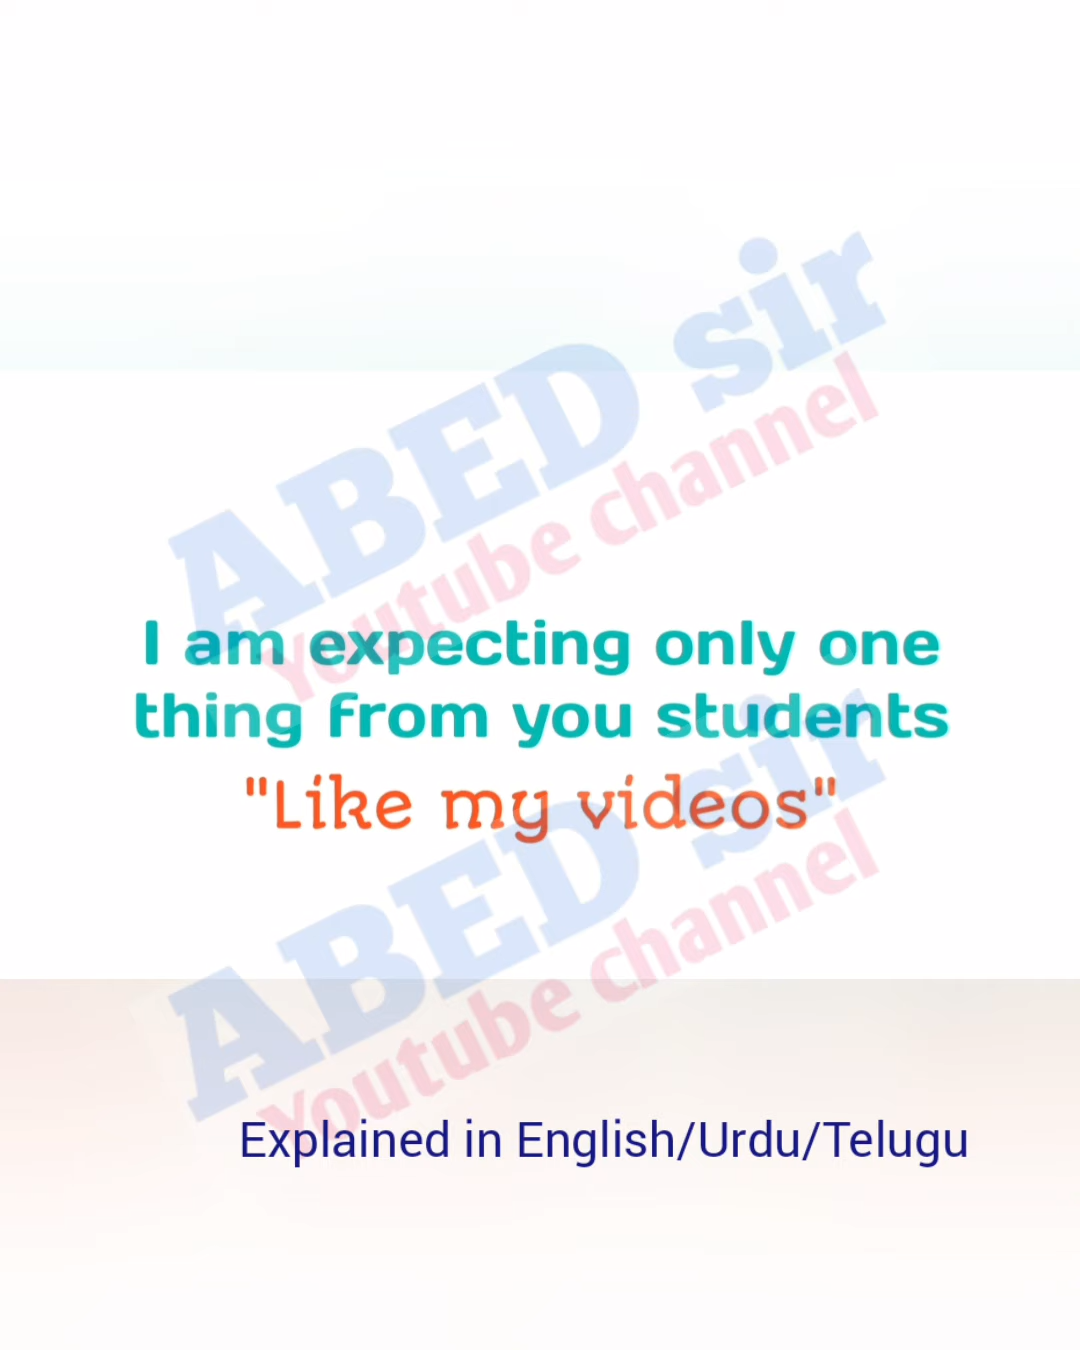 ABED sir
Youtube channel
I am expecting only one
thing from you students
"Like my videos"
ABED sir
Youtube channel
Explained in English/Urdu/Telugu